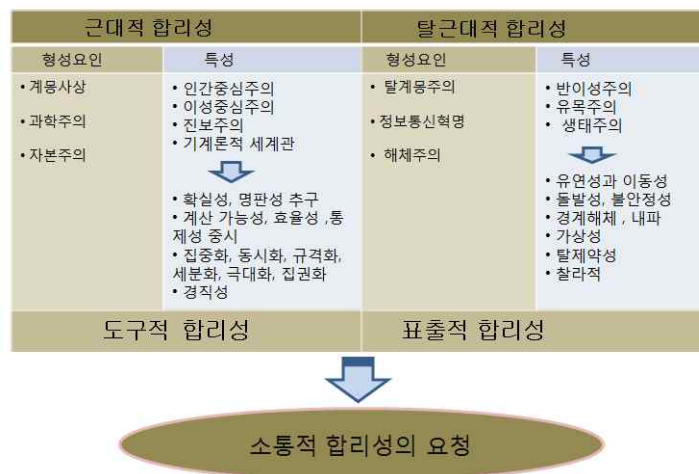 근대적 합리성
탈근대적 합리성
형성요인
특성
형성요인
특성
• 계몽사상
• 과학주의
• 자본주의
• 인간중심주의
• 이성중심주의
• 진보주의
• 기계론적 세계관
• 확실성, 명판성 추구
• 계산 가능성, 효율성 ,통
제성 중시
• 집중화, 동시화, 규격화,
세분화, 극대화, 집권화
• 경직성
• 탈계몽주의
• 정보통신혁명
• 해체주의
• 반이성주의
• 유목주의
• 생태주의
• 유연성과 이동성
• 돌발성, 불안정성
• 경계해체 , 내파
• 가상성
• 탈제약성
• 찰라적
도구적 합리성
표출적 합리성
소통적 합리성의 요청